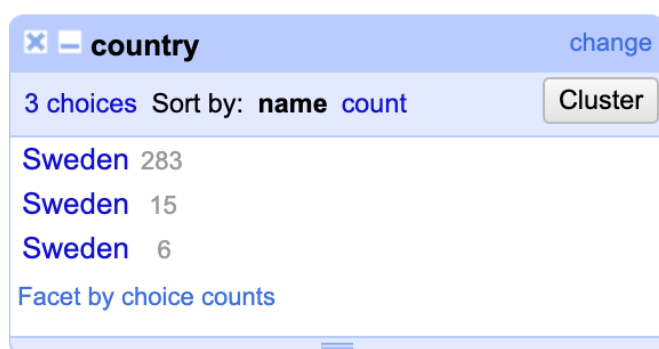 country change
3 choices Sort by: name count Cluster
Sweden 283
Sweden 15
Sweden 6
Facet by choice counts